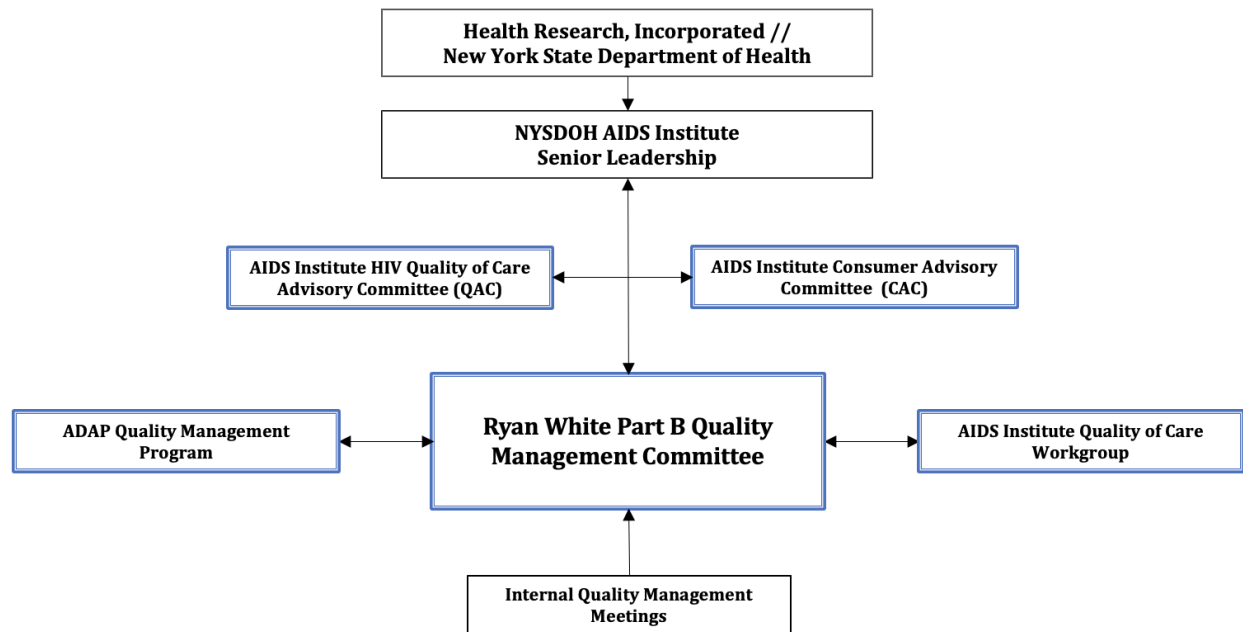 Health Research, Incorporated //
New York State Department of Health
NYSDOH AIDS Institute
Senior Leadership
AIDS Institute HIV Quality of Care
Advisory Committee (QAC)
AIDS Institute Consumer Advisory
Committee (CAC)
ADAP Quality Management
Program
Ryan White Part B Quality
Management Committee
AIDS Institute Quality of Care
Workgroup
Internal Quality Management
Meetings